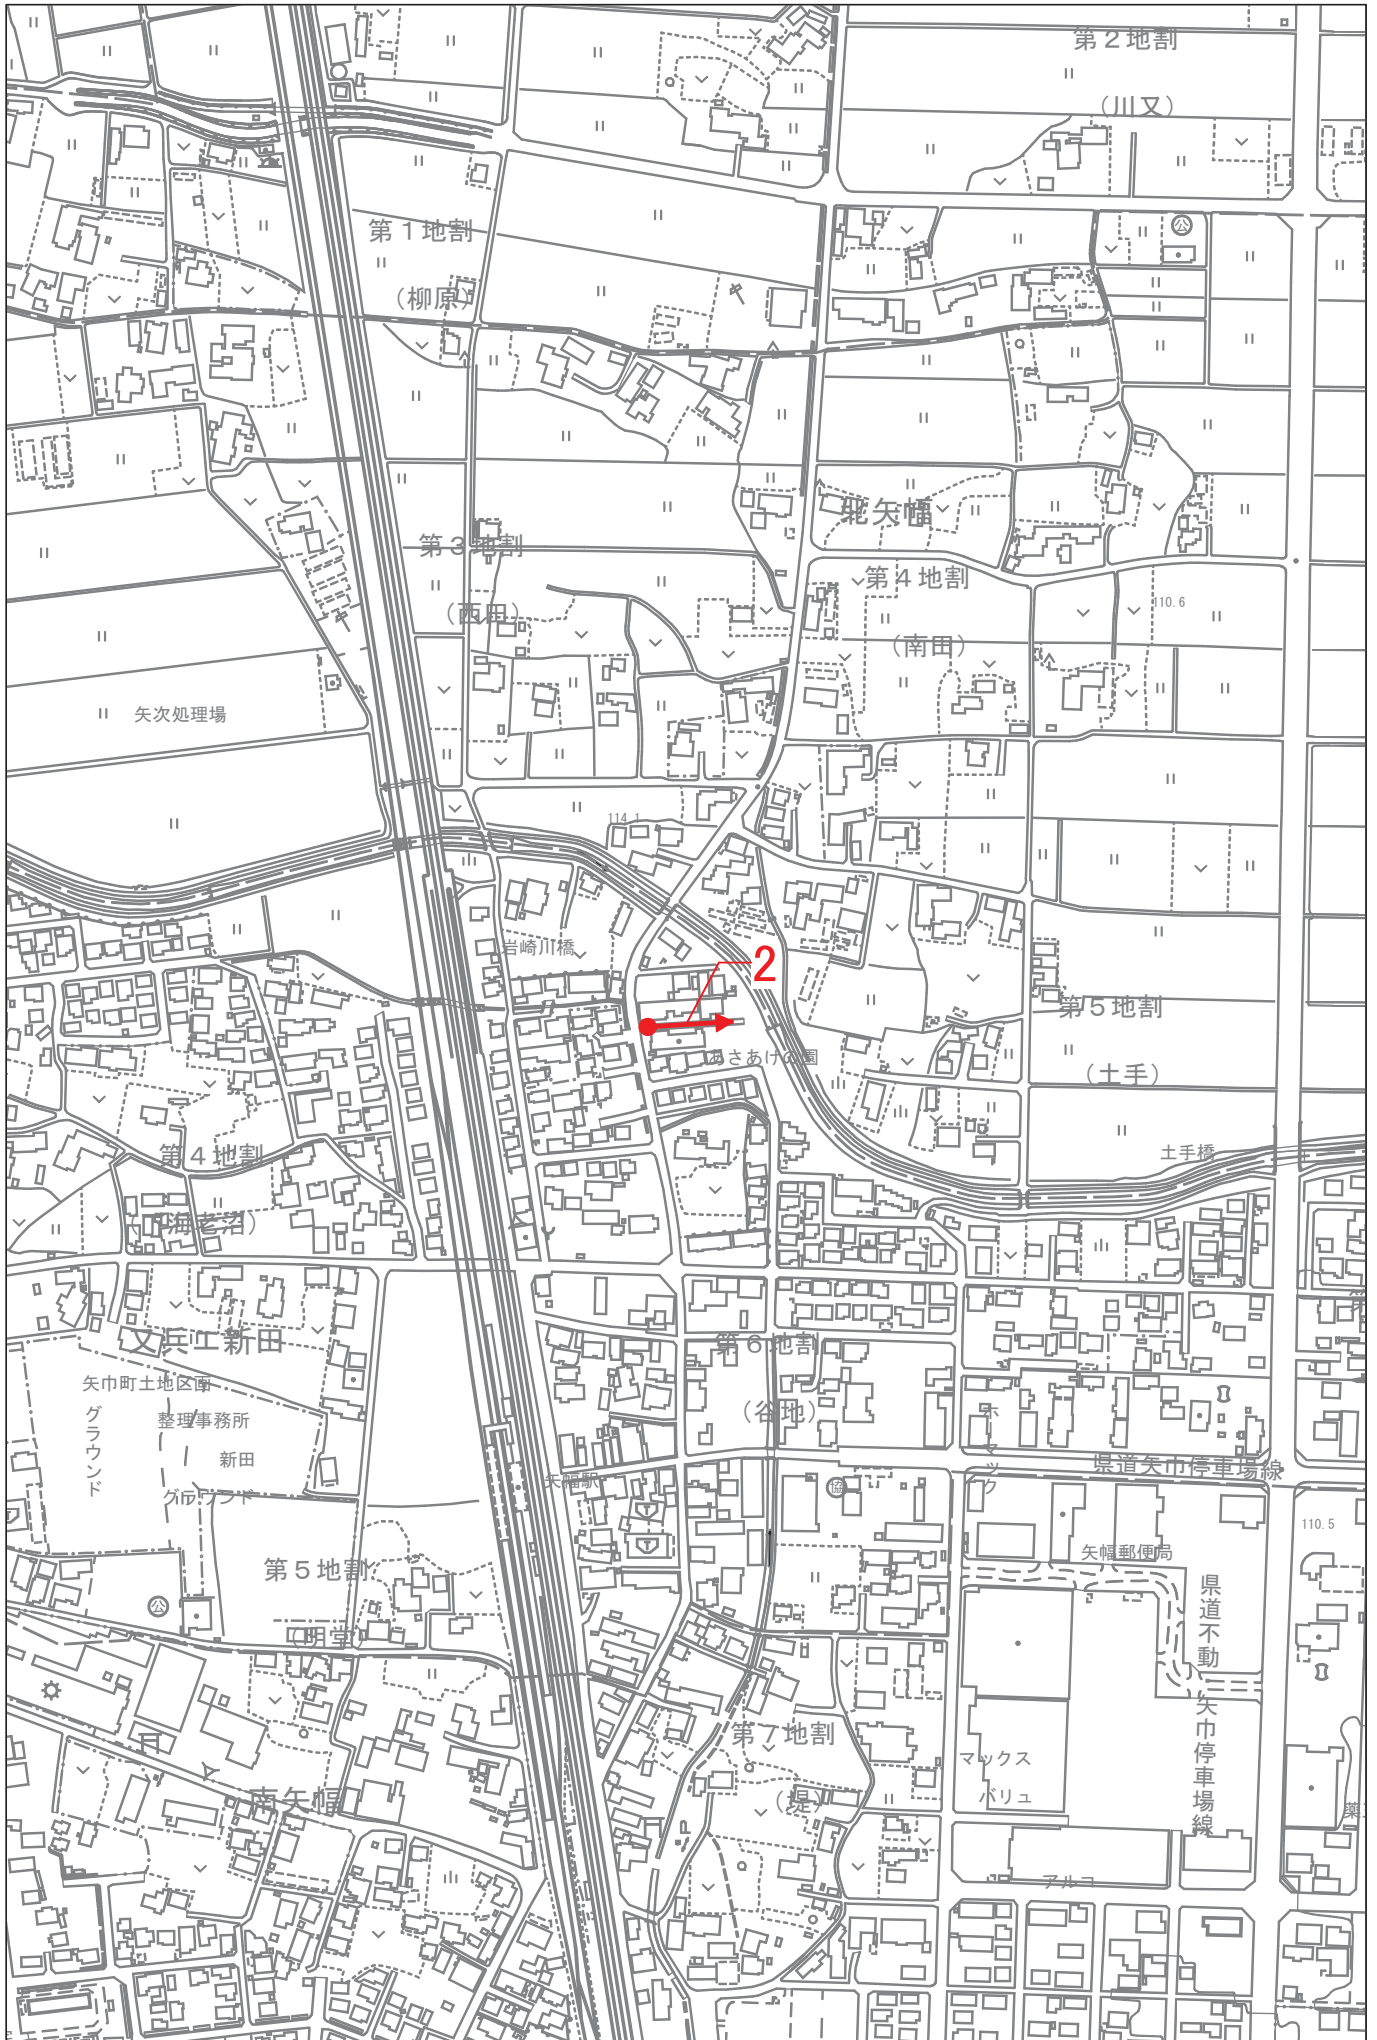 第２地割
（川又）
公
第１地割
（柳原）
北矢幅
第３地割
第４地割
110.6
（西田）
（南田）
矢次処理場
114.1
岩崎川橋
2
第５地割
あさあけの園
（土手）
土手橋
第４地割
（下海老沼）
又兵エ新田
第６地割
矢巾町土地区画
整理事務所
グラウンド
（谷地）
ホーマック
新田
グラウンド
県道矢巾停車場線
矢幅駅
協
110.5
矢幅郵便局
第５地割
県道不動
公
（明堂）
矢巾停車場線
第７地割
マックス
バリュ
南矢幅
（堤）
薬
アルコ